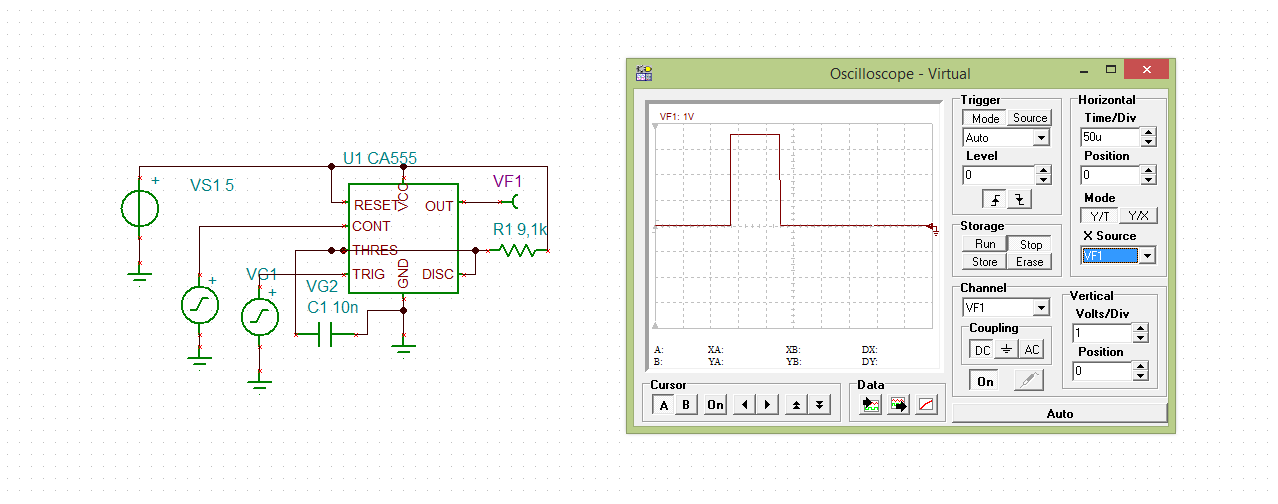 U1 CA555
VS1 5
VCC
RESET
OUT
VF1
CONT
R1 9,1k
THRES
TRIG
GND
DISC
VG1
VG2
C1 10n
Oscilloscope - Virtual
VF1: 1V
A: XA: XB: DX:
B: YA: YB: DY:
Cursor
A B On
Data
Trigger
Mode Source
Auto
Level
0
Storage
Run Stop
Store Erase
Horizontal
Time/Div
50u
Position
0
Mode
Y/T Y/X
X Source
VF1
Channel
VF1
Coupling
DC AC
On
Vertical
Volts/Div
1
Position
0
Auto